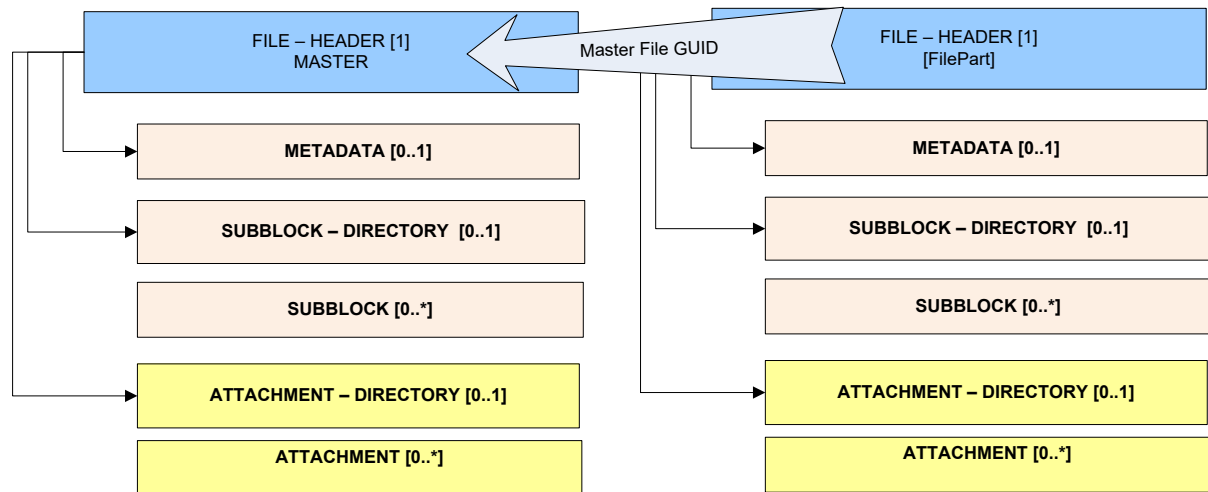 FILE – HEADER [1]
MASTER
Master File GUID
FILE – HEADER [1]
[FilePart]
METADATA [0..1]
SUBBLOCK – DIRECTORY [0..1]
SUBBLOCK [0..*]
ATTACHMENT – DIRECTORY [0..1]
ATTACHMENT [0..*]
METADATA [0..1]
SUBBLOCK – DIRECTORY [0..1]
SUBBLOCK [0..*]
ATTACHMENT – DIRECTORY [0..1]
ATTACHMENT [0..*]